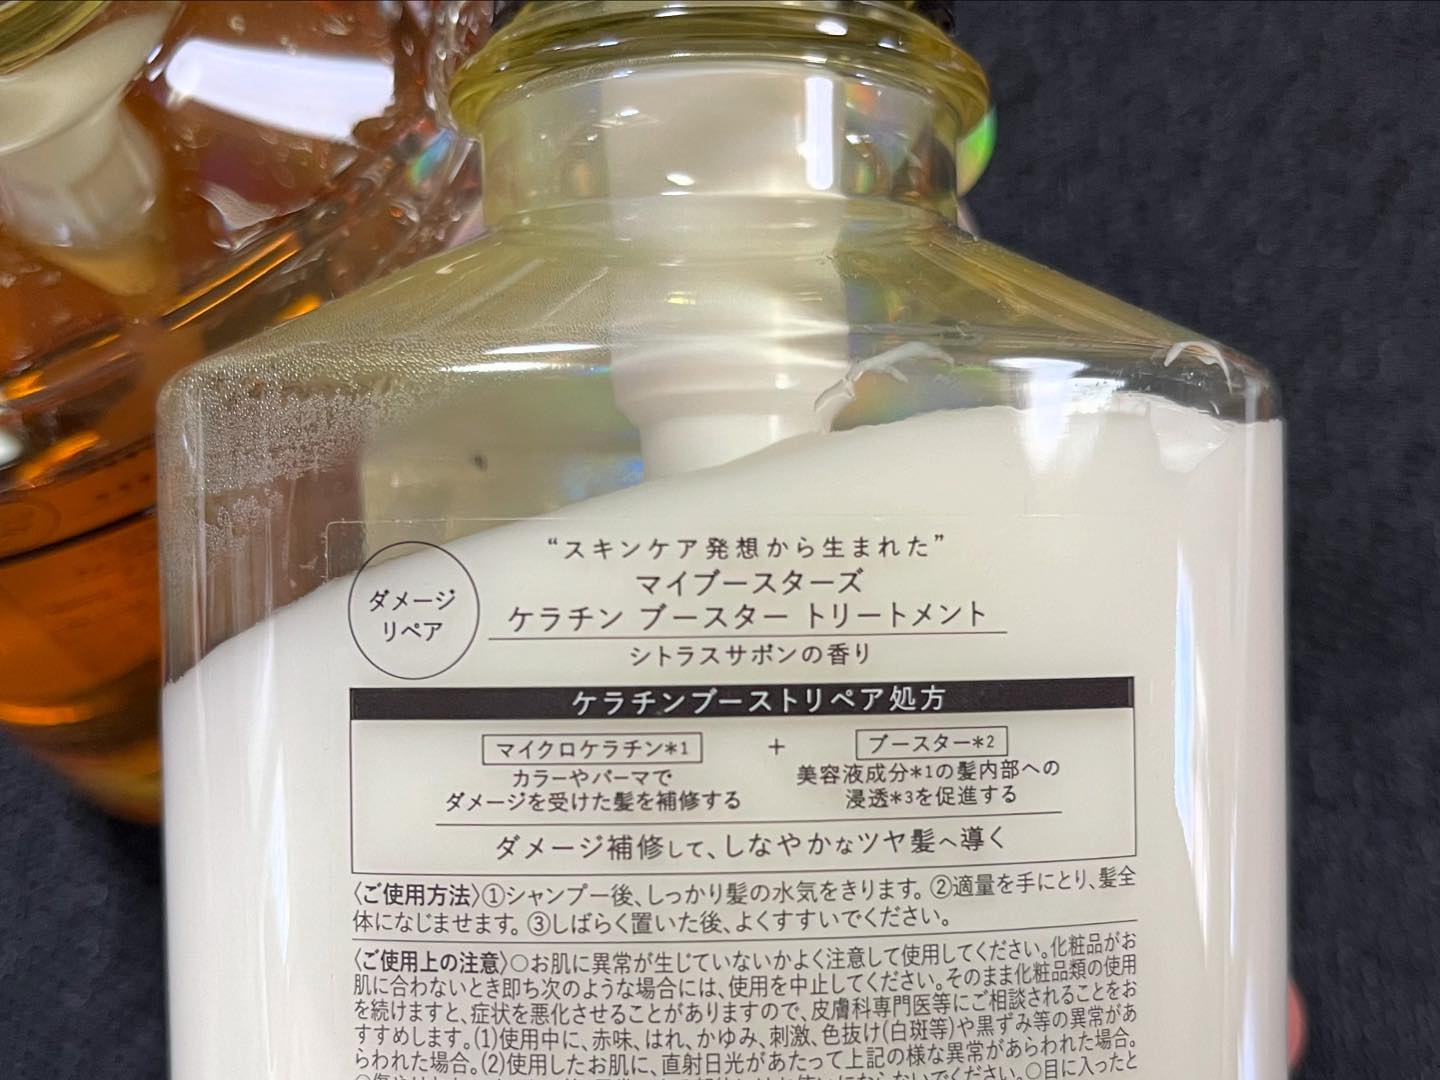 “スキンケア発想から生まれた”
マイブースターズ
ケラチン ブースター トリートメント
シトラスサボンの香り
ダメージ
リペア
ケラチンブーストリペア処方
マイクロケラチン*1
カラーやパーマで
ダメージを受けた髪を補修する
+
ブースター*2
美容液成分*1の髪内部への
浸透*3を促進する
ダメージ補修して、しなやかなツヤ髪へ導く
〈ご使用方法〉①シャンプー後、しっかり髪の水気をきります。②適量を手にとり、髪全
体になじませます。③しばらく置いた後、よくすすいでください。
〈ご使用上の注意〉○お肌に異常が生じていないかよく注意して使用してください。化粧品がお
肌に合わないとき即ち次のような場合には、使用を中止してください。そのまま化粧品類の使用
を続けますと、症状を悪化させることがありますので、皮膚科専門医等にご相談されることをお
すすめします。(1)使用中に、赤味、はれ、かゆみ、刺激、色抜け(白斑等)や黒ずみ等の異常があ
らわれた場合。(2)使用したお肌に、直射日光があたって上記の様な異常があらわれた場合。
○目に入ったと